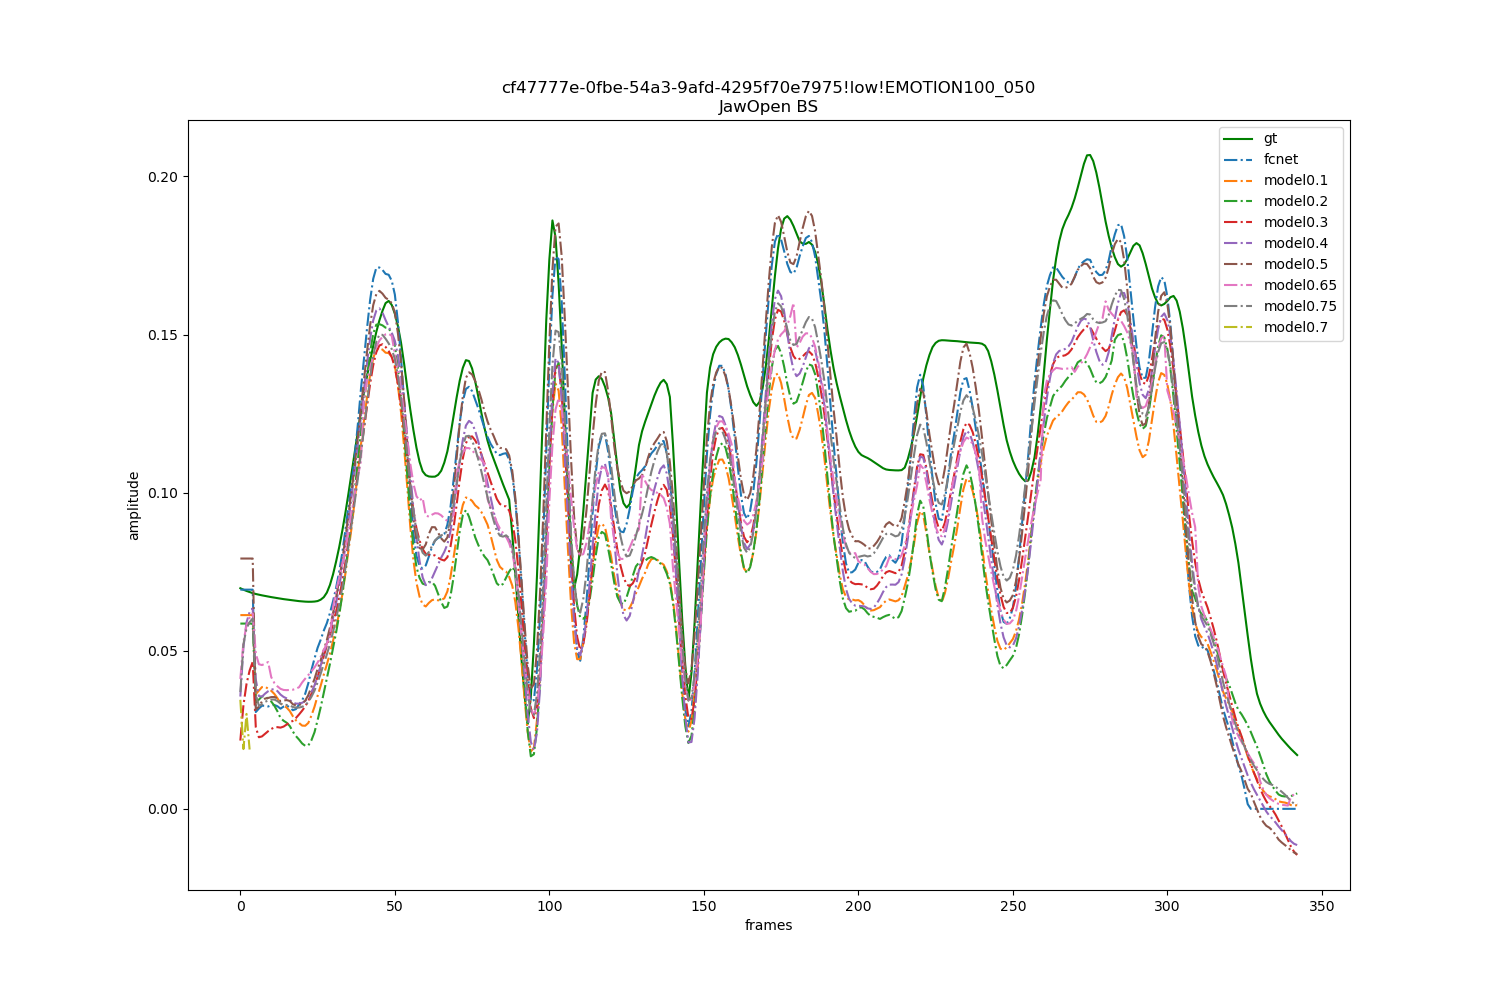 cf47777e-0fbe-54a3-9afd-4295f70e7975!low!EMOTION100_050
JawOpen BS
gt
fcnet
model0.1
model0.2
model0.3
model0.4
model0.5
model0.65
model0.75
model0.7
amplitude
0.20
0.15
0.10
0.05
0.00
0 50 100 150 200 250 300 350
frames